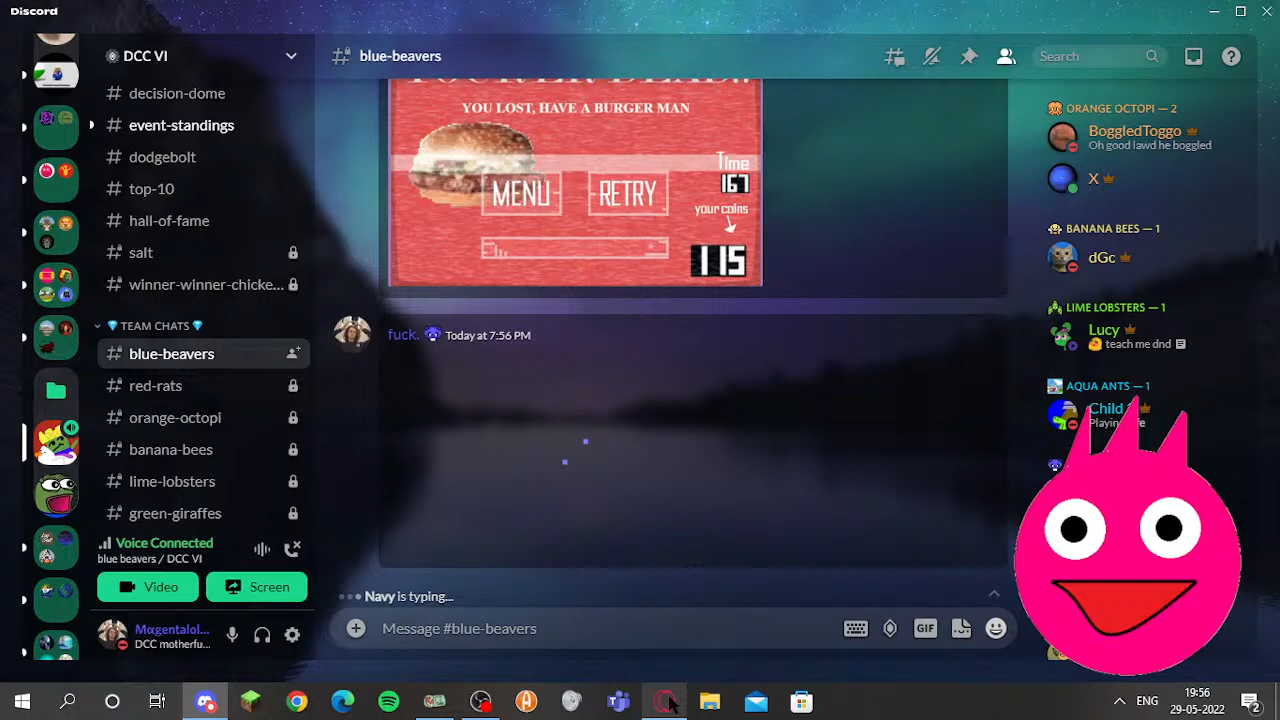 Discord
DCC VI
# decision-dome
# event-standings
# dodgebolt
# top-10
# hall-of-fame
# salt
# winner-winner-chicke...
TEAM CHATS
# blue-beavers
# red-rats
# orange-octopi
# banana-bees
# lime-lobsters
# green-giraffes
Voice Connected
blue beavers / DCC VI
Video
Screen
Mαgentalol...
DCC motherfu...
# blue-beavers
Search
YOU LOST, HAVE A BURGER MAN
MENU
RETRY
Time
167
your coins
115
fuck. Today at 7:56 PM
Navy is typing...
Message #blue-beavers
GIF
ORANGE OCTOPI — 2
BoggledToggo
Oh good lawd he boggled
X
BANANA BEES — 1
dGc
LIME LOBSTERS — 1
Lucy
teach me dnd
AQUA ANTS — 1
Child
ENG
19:56
29-05-2022
2